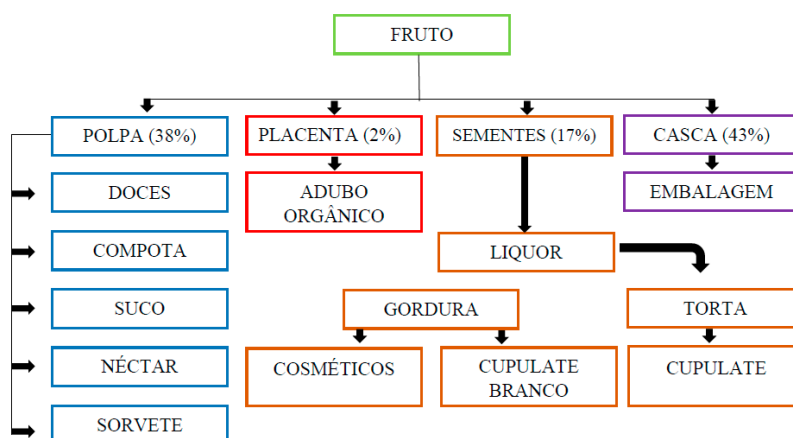 FRUTO
POLPA (38%)
PLACENTA (2%)
SEMENTES (17%)
CASCA (43%)
DOCES
ADUBO
ORGÂNICO
EMBALAGEM
COMPOTA
LIQUOR
SUCO
GORDURA
TORTA
NÉCTAR
COSMÉTICOS
CUPULATE
BRANCO
CUPULATE
SORVETE